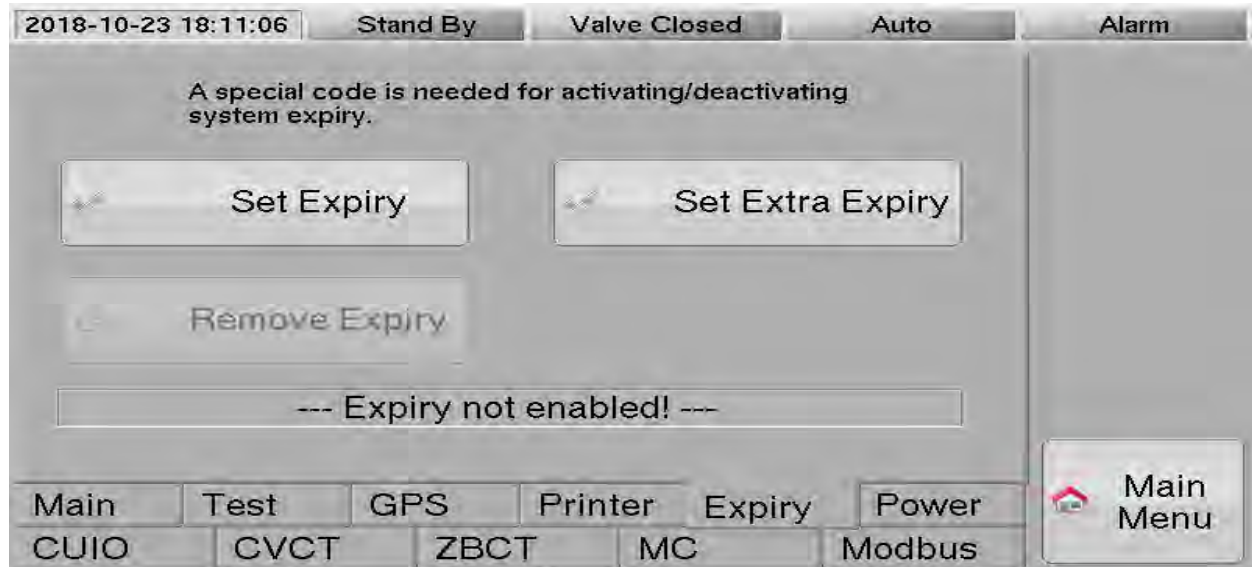 2018-10-23 18:11:06 Stand By Valve Closed Auto Alarm
A special code is needed for activating/deactivating
system expiry.
Set Expiry Set Extra Expiry
Remove Expiry
--- Expiry not enabled! ---
Main Test GPS Printer Expiry Power
CUIO CVCT ZBCT MC Modbus
Main
Menu